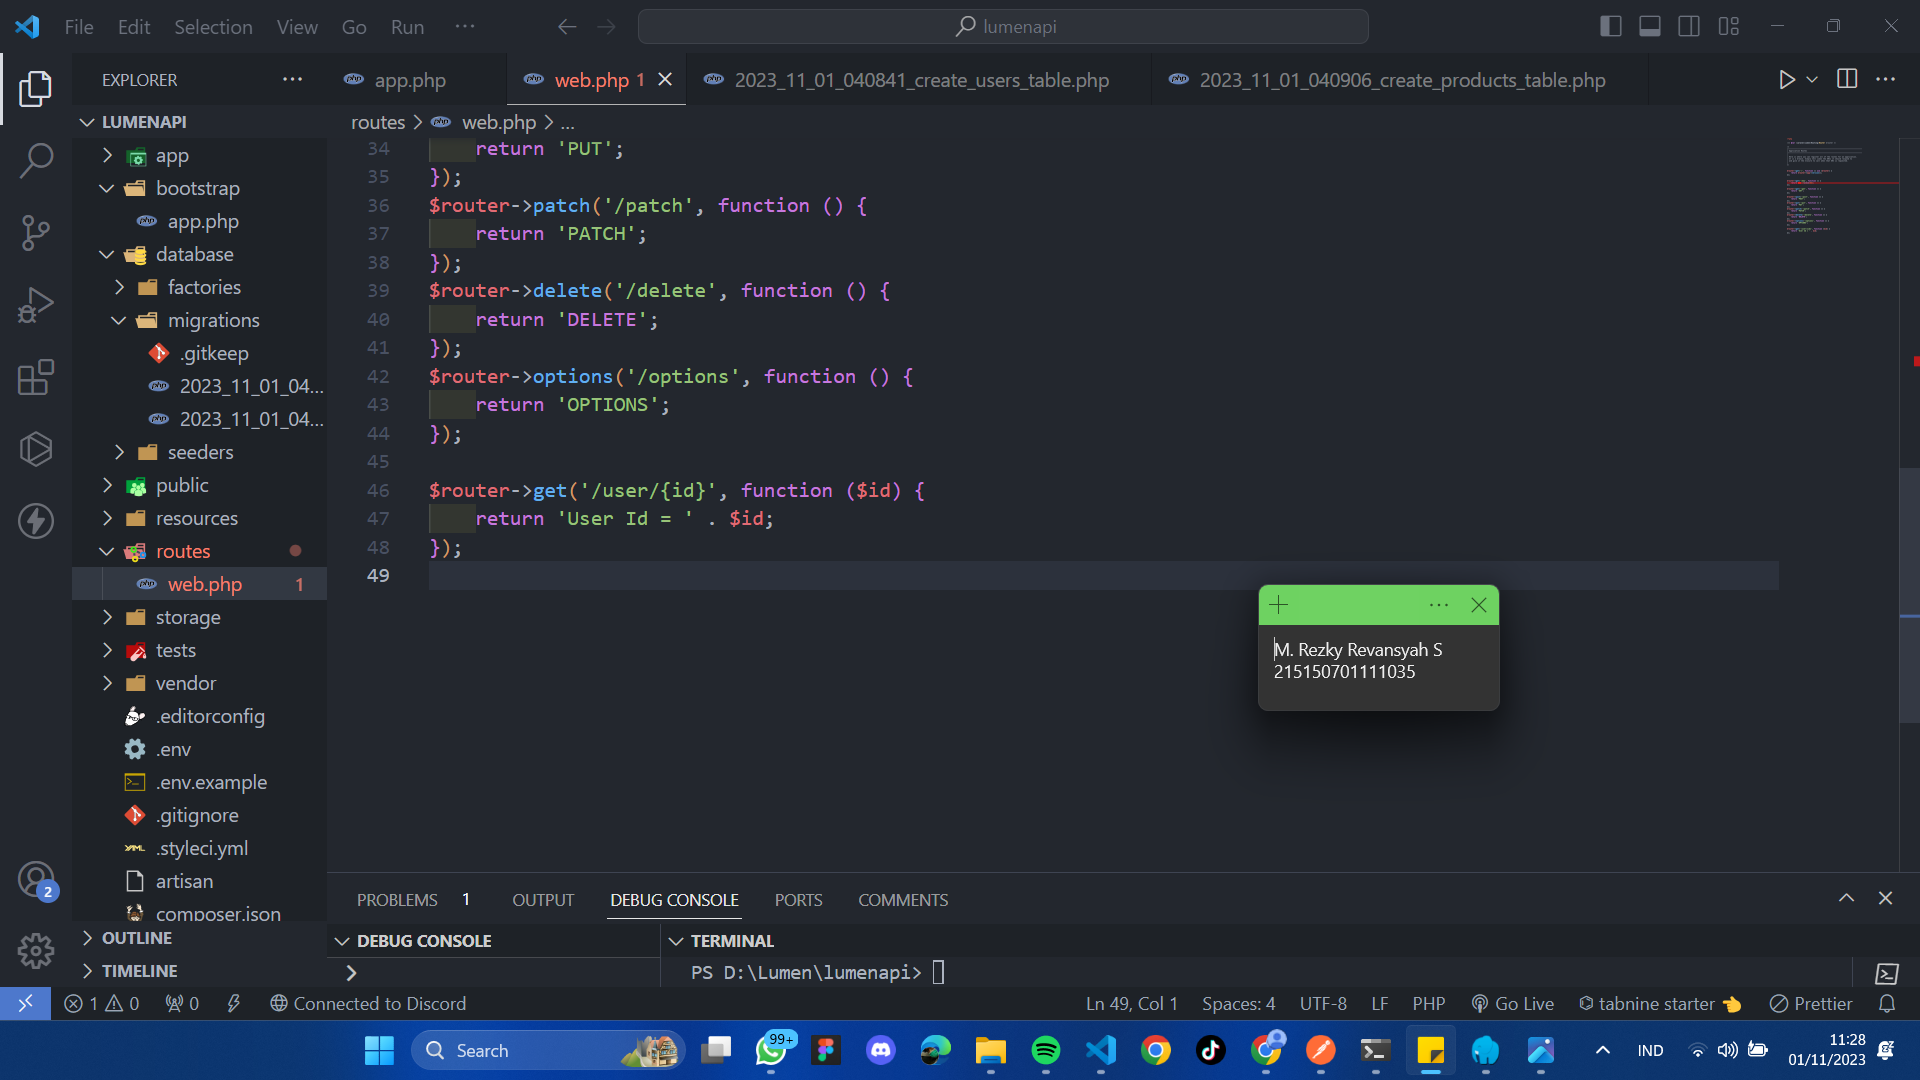 File Edit Selection View Go Run ...
lumenapi
EXPLORER ...
app.php
web.php 1
2023_11_01_040841_create_users_table.php
2023_11_01_040906_create_products_table.php
LUMENAPI
app
bootstrap
app.php
database
factories
migrations
.gitkeep
2023_11_01_04...
2023_11_01_04...
seeders
public
resources
routes
web.php 1
storage
tests
vendor
.editorconfig
.env
.env.example
.gitignore
.styleci.yml
artisan
composer.json
OUTLINE
TIMELINE
routes > web.php > ...
34 return 'PUT';
35 });
36 $router->patch('/patch', function () {
37 return 'PATCH';
38 });
39 $router->delete('/delete', function () {
40 return 'DELETE';
41 });
42 $router->options('/options', function () {
43 return 'OPTIONS';
44 });
45
46 $router->get('/user/{id}', function ($id) {
47 return 'User Id = ' . $id;
48 });
49
M. Rezky Revansyah S
215150701111035
PROBLEMS 1 OUTPUT DEBUG CONSOLE PORTS COMMENTS
DEBUG CONSOLE
TERMINAL
>
PS D:\Lumen\lumenapi>
2
1 0 0 Connected to Discord
Ln 49, Col 1 Spaces: 4 UTF-8 LF PHP Go Live tabnine starter Prettier
Search
99+
IND
11:28
01/11/2023